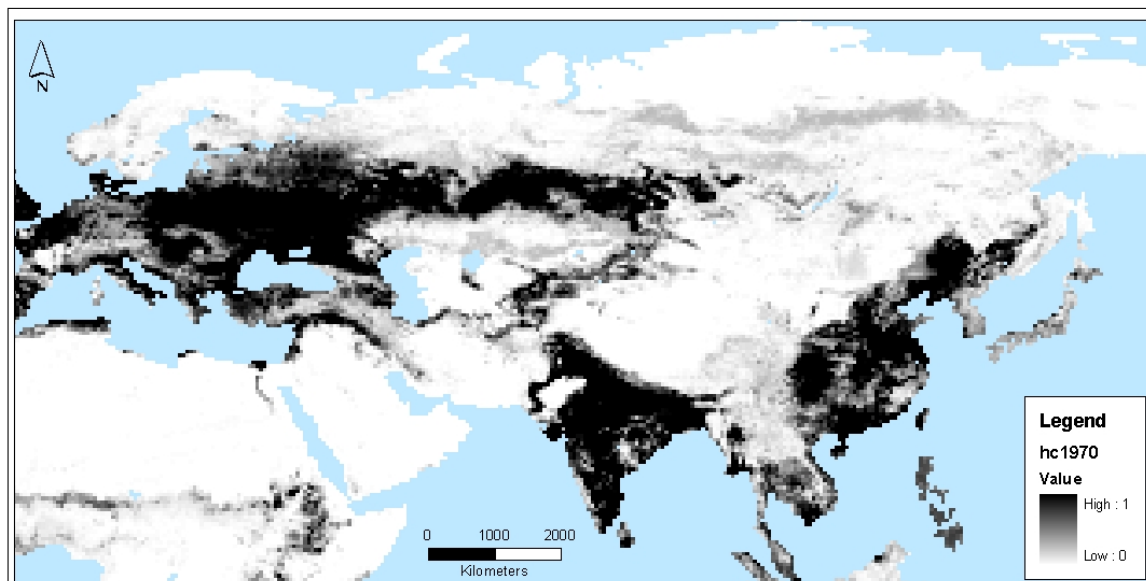 N
Legend
hc1970
Value
High : 1
Low : 0
0 1000 2000
Kilometers